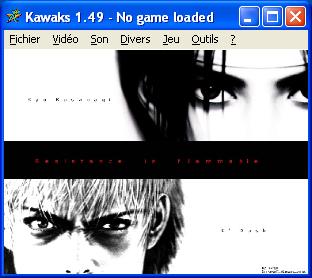 Kawaks 1.49 - No game loaded
Fichier Vidéo Son Divers Jeu Outils ?
Kyo Kusanagi
Resistance is flammable
K' Dash